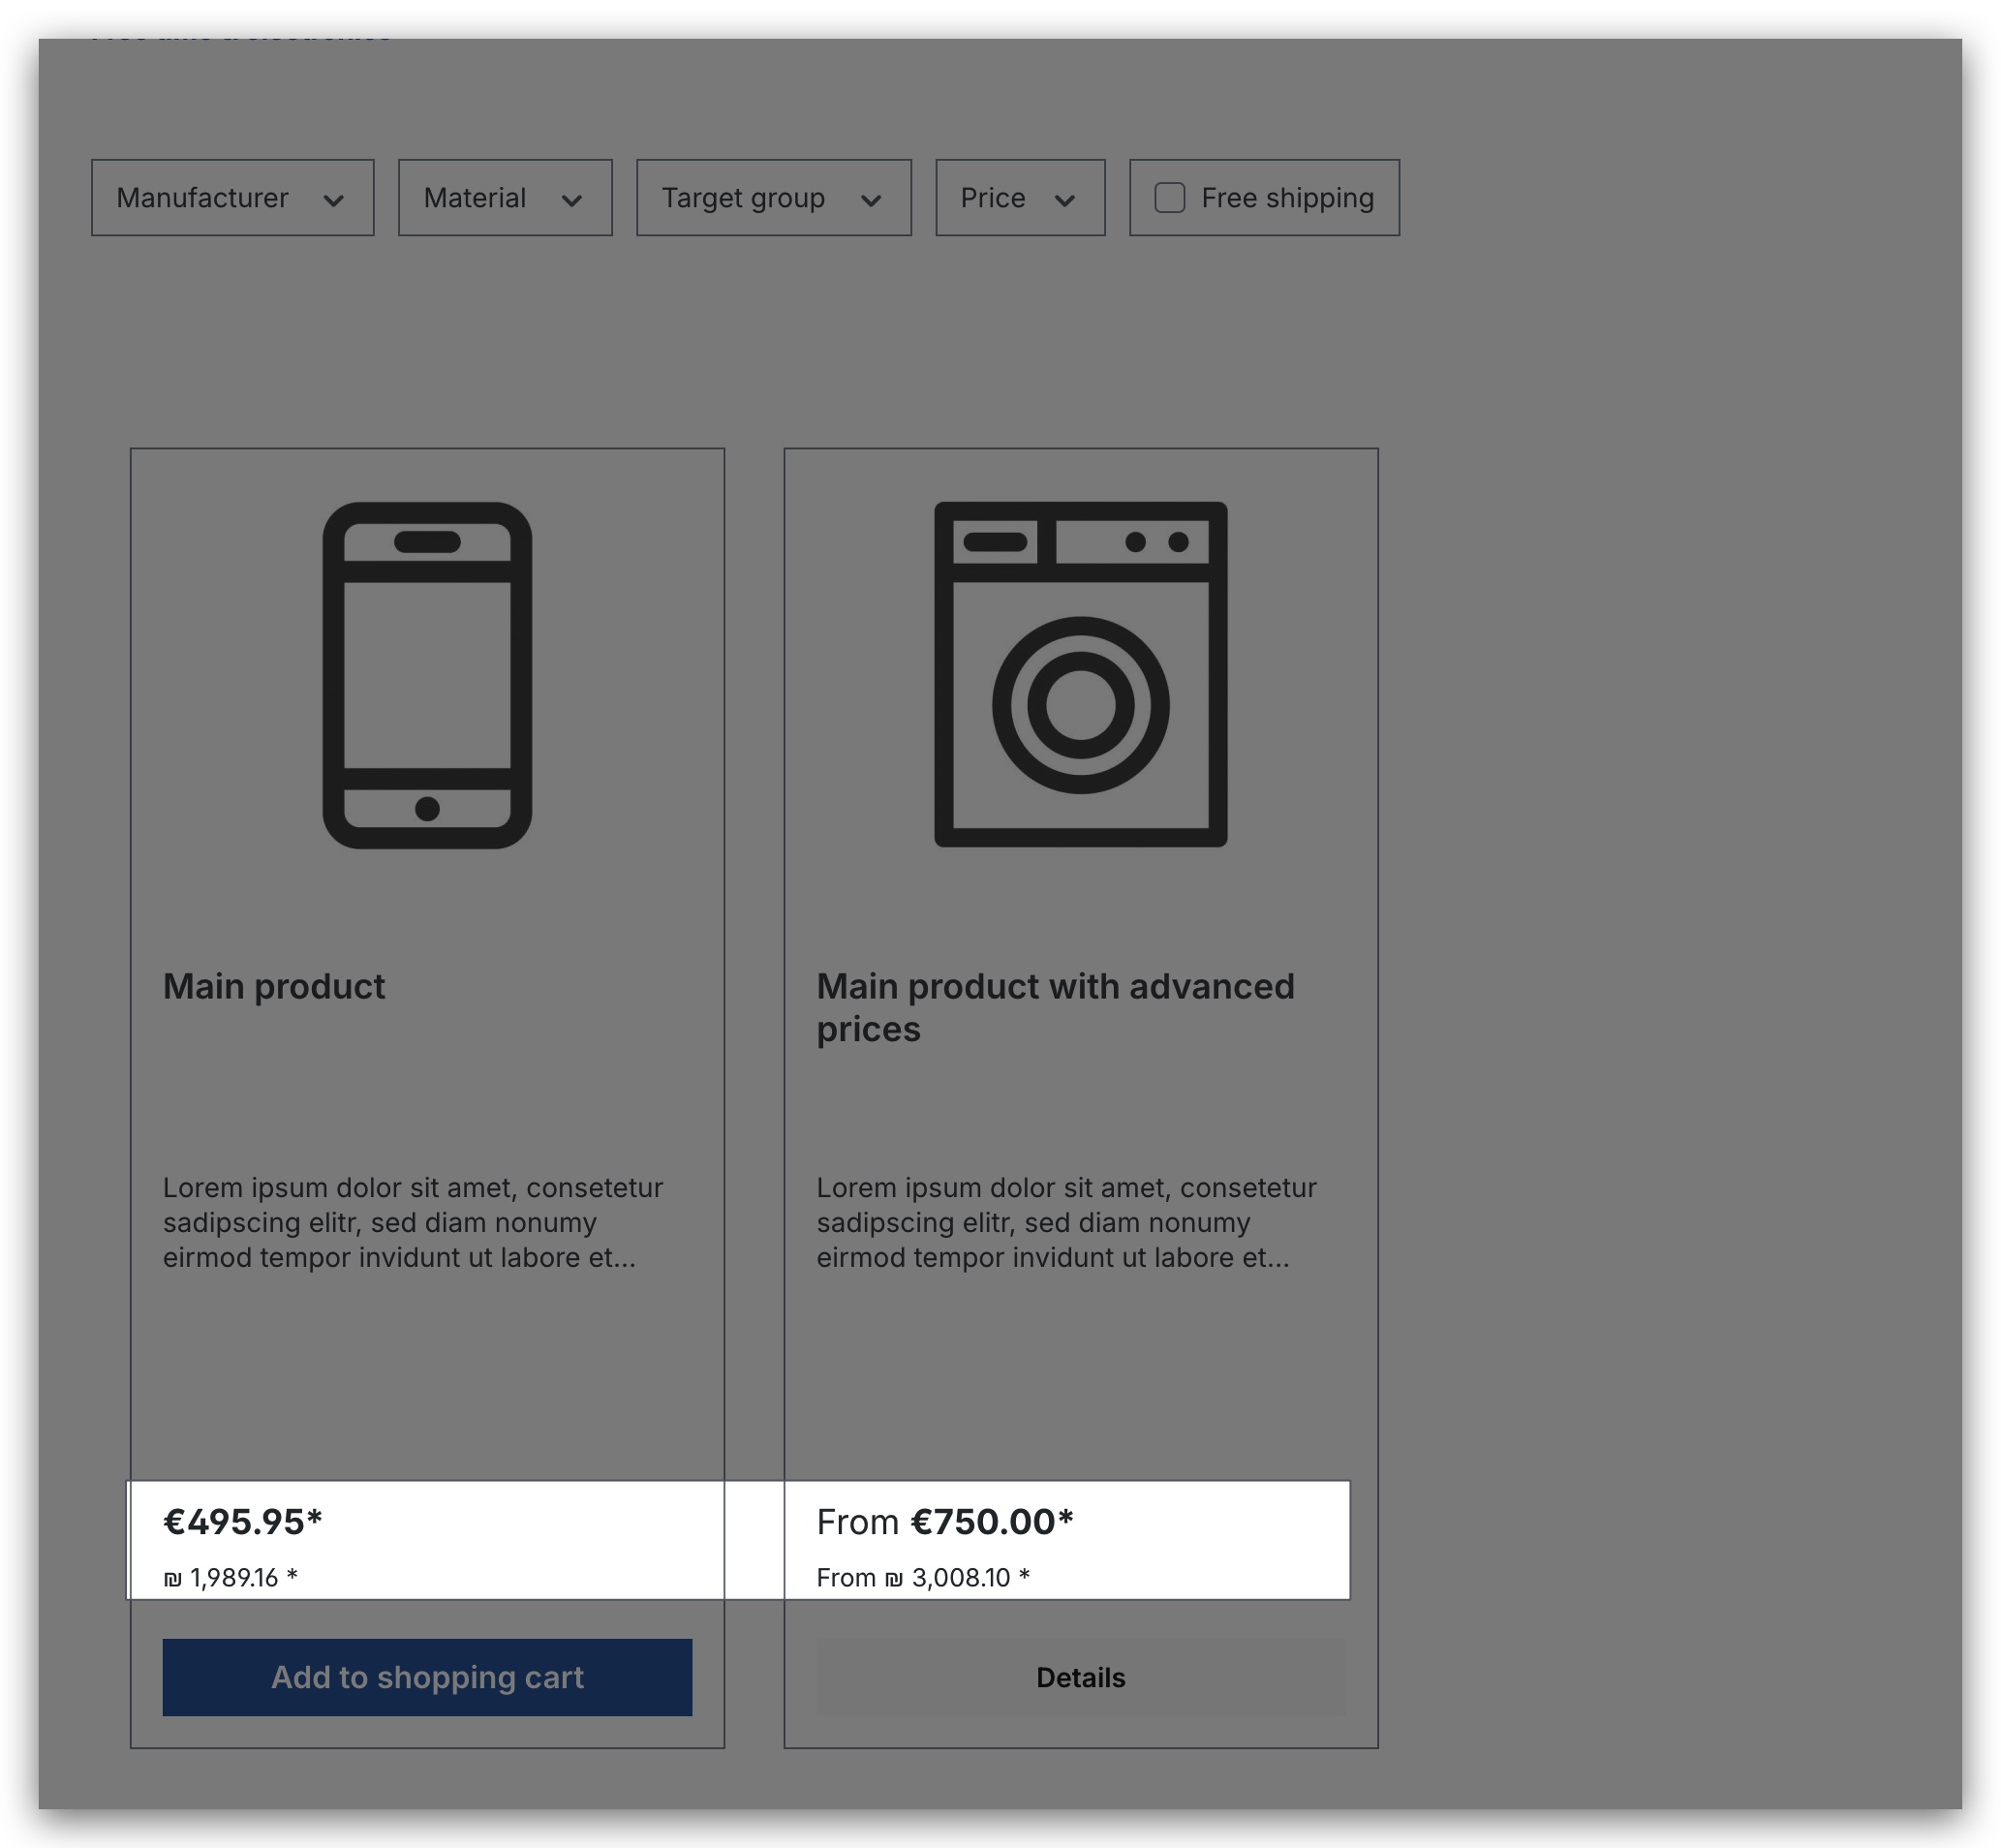 Manufacturer
Material
Target group
Price
Free shipping
Main product
Lorem ipsum dolor sit amet, consetetur
sadipscing elitr, sed diam nonumy
eirmod tempor invidunt ut labore et...
€495.95*
₪ 1,989.16 *
Add to shopping cart
Main product with advanced
prices
Lorem ipsum dolor sit amet, consetetur
sadipscing elitr, sed diam nonumy
eirmod tempor invidunt ut labore et...
From €750.00*
From ₪ 3,008.10 *
Details